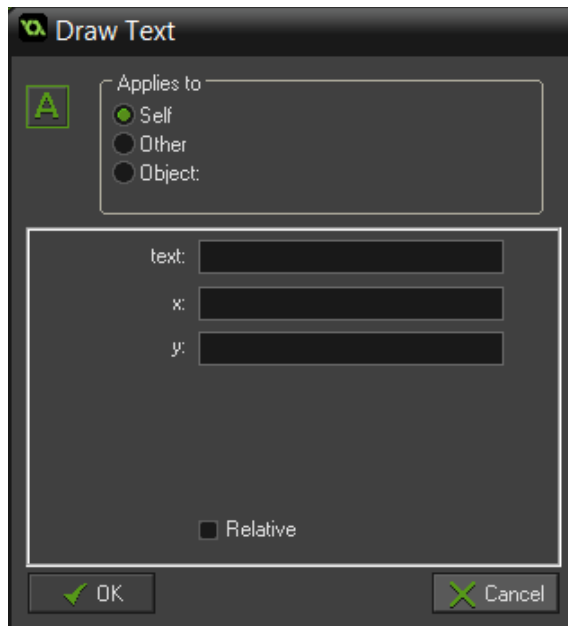 Draw Text
Applies to
A
Self
Other
Object:
text:
x:
y:
Relative
OK
Cancel